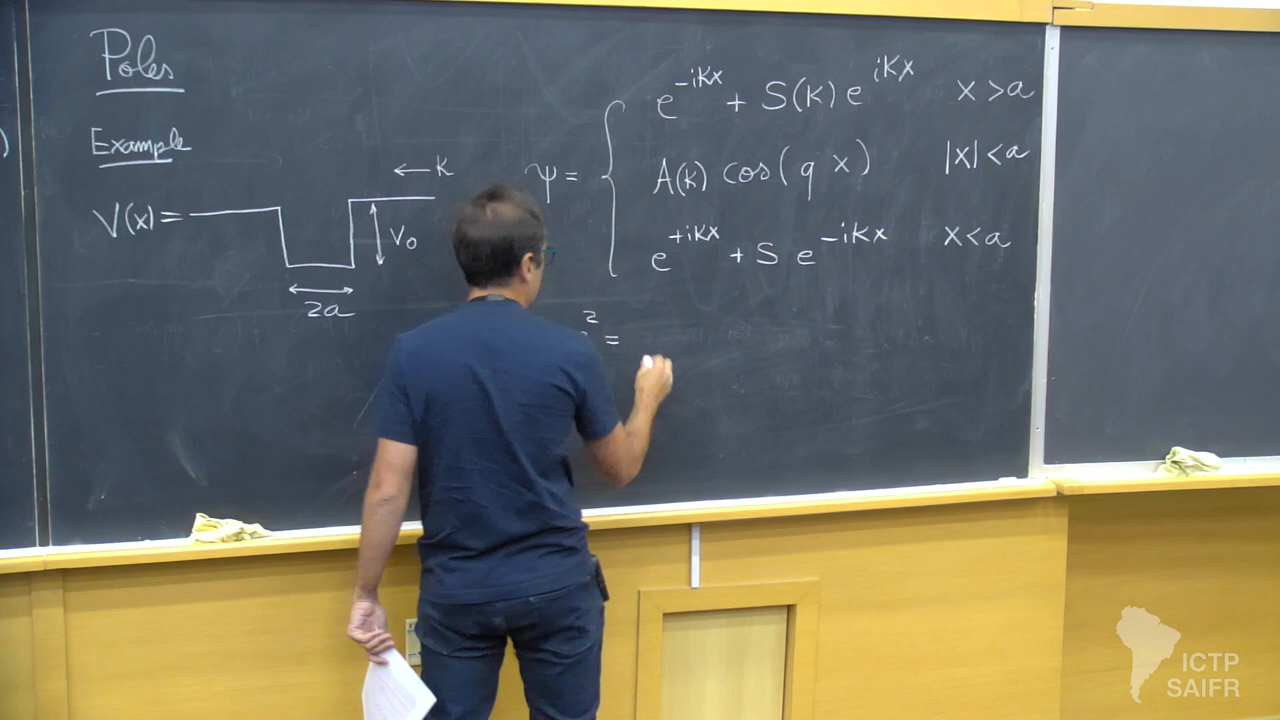 Poles
Example
V(x)=
← K
V₀
2a
ψ = { e^{-iKx} + S(K) e^{iKx} x > a
A(K) cos(q x) |x| < a
e^{+iKx} + S e^{-iKx} x < a
² =
ICTP
SAIFR